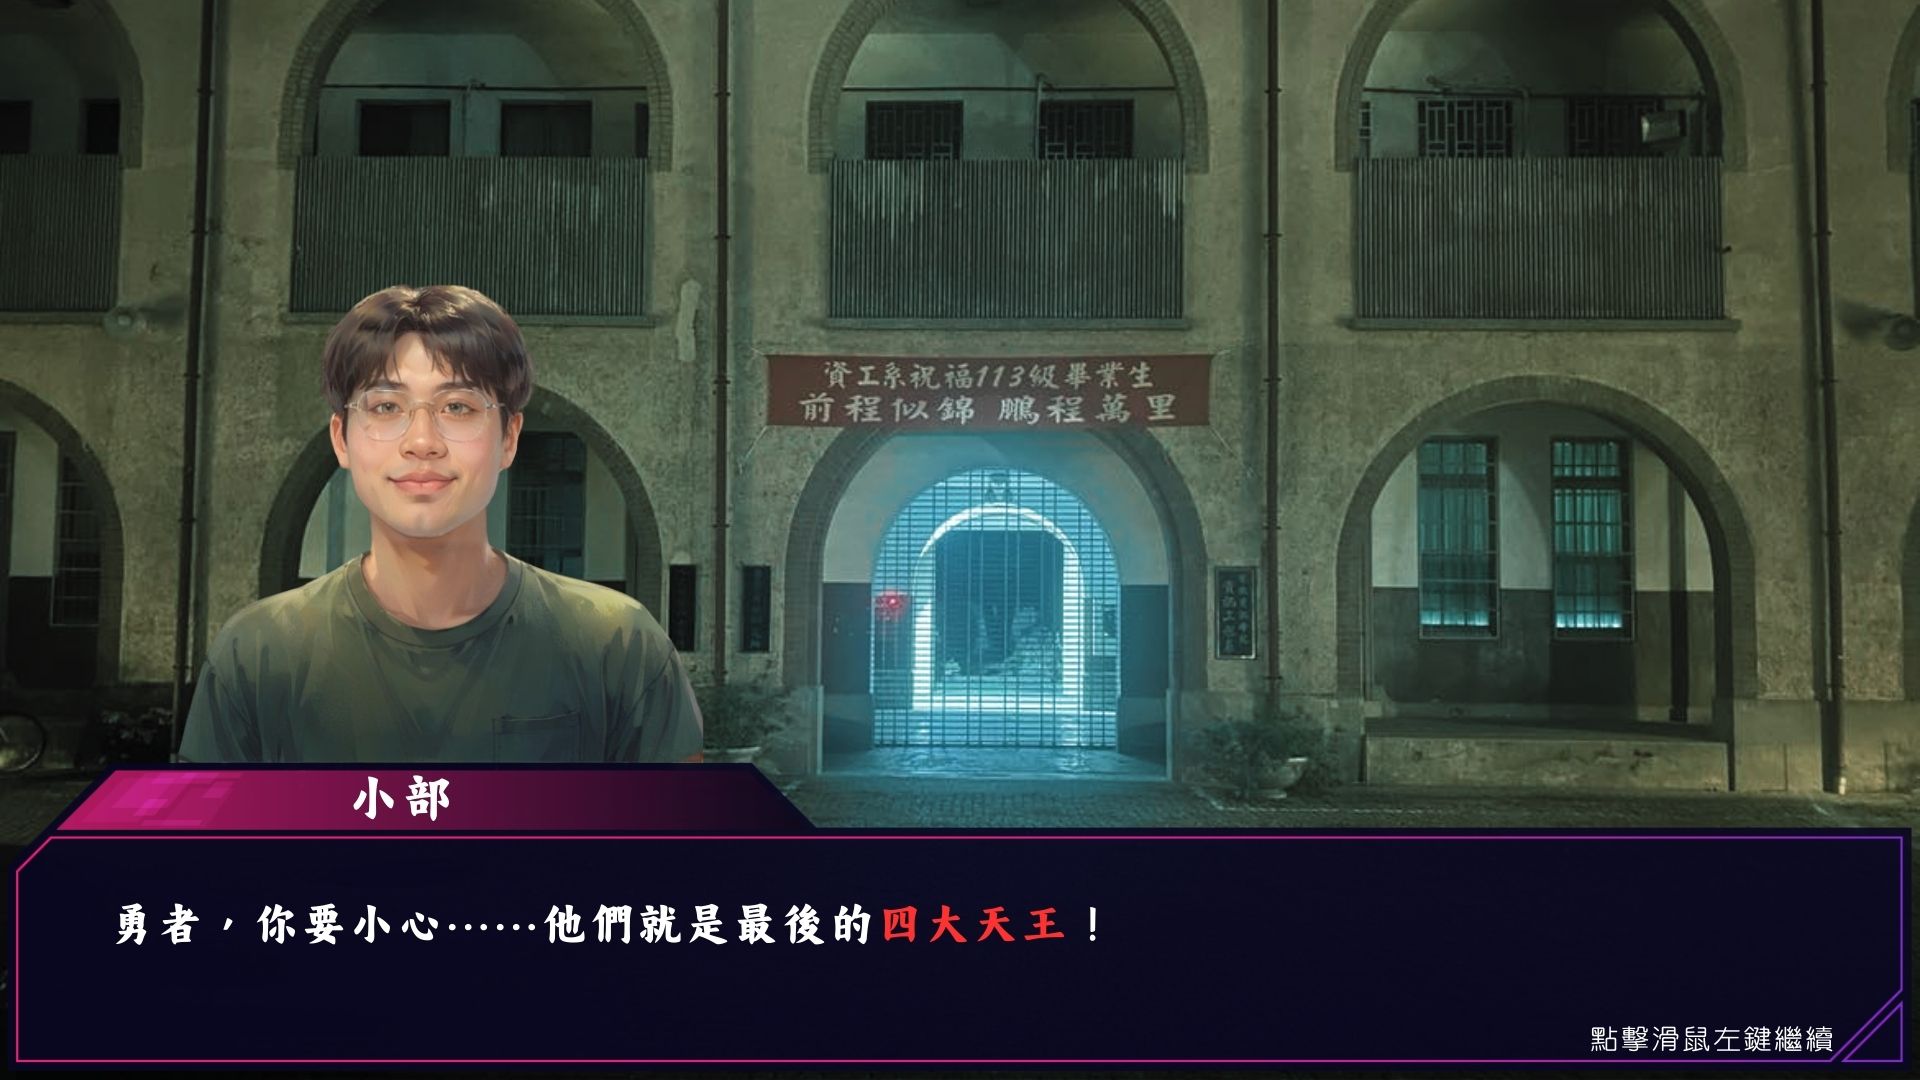 資工系祝福113級畢業生
前程似錦 鵬程萬里
小部
勇者，你要小心……他們就是最後的四大天王！
點擊滑鼠左鍵繼續